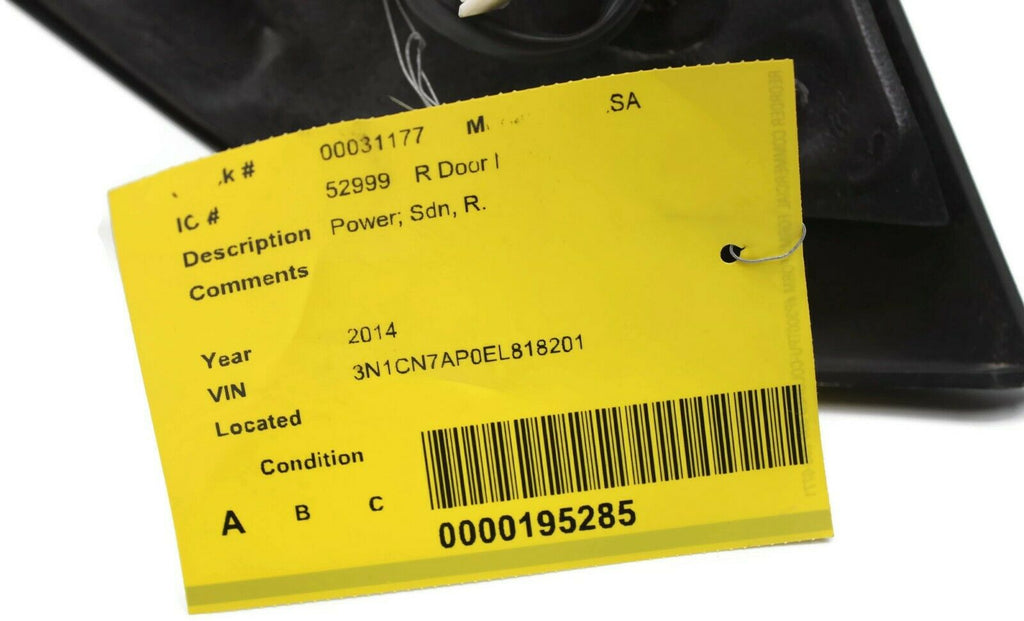 k # 00031177 M SA
IC # 52999 R Door
Description Power; Sdn, R.
Comments
Year 2014
VIN 3N1CN7AP0EL818201
Located
Condition
A B C
0000195285